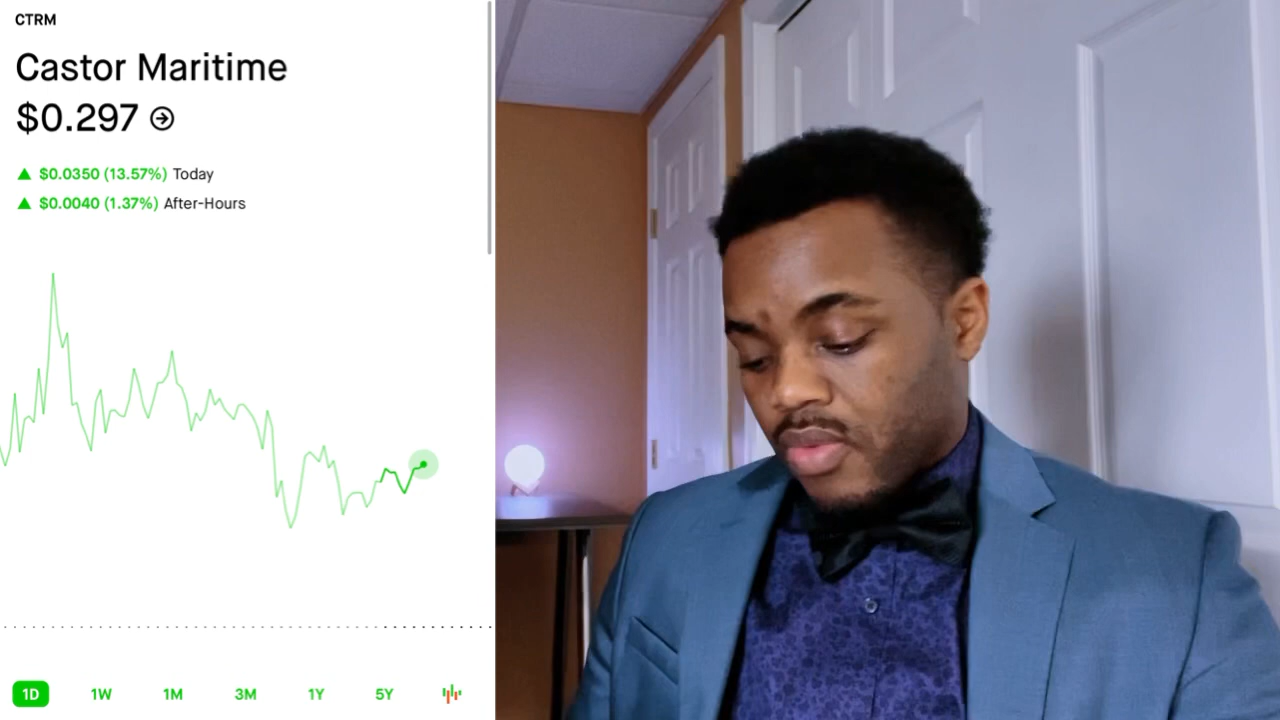 CTRM
Castor Maritime
$0.297
$0.0350 (13.57%) Today
$0.0040 (1.37%) After-Hours
1D 1W 1M 3M 1Y 5Y